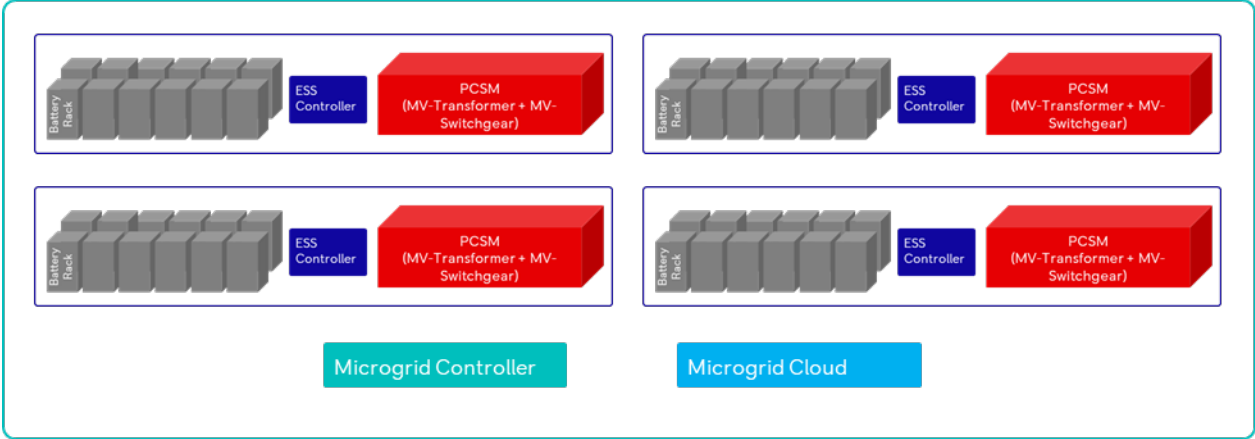 Battery
Rack
ESS
Controller
PCSM
(MV-Transformer + MV-
Switchgear)
Battery
Rack
ESS
Controller
PCSM
(MV-Transformer + MV-
Switchgear)
Battery
Rack
ESS
Controller
PCSM
(MV-Transformer + MV-
Switchgear)
Battery
Rack
ESS
Controller
PCSM
(MV-Transformer + MV-
Switchgear)
Microgrid Controller
Microgrid Cloud